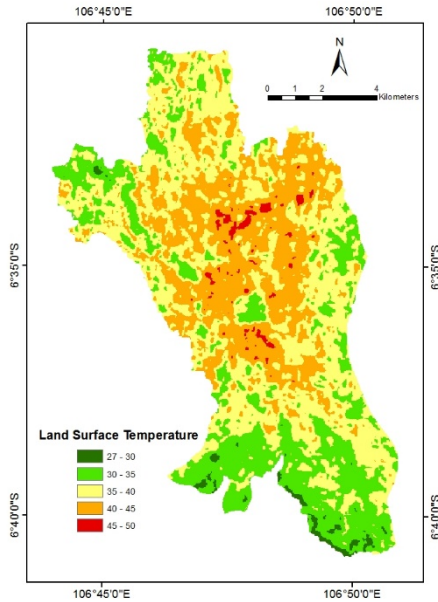 106°45'0"E 106°50'0"E
N
0 1 2 4
Kilometers
6°35'0"S 6°35'0"S
Land Surface Temperature
27 - 30
30 - 35
35 - 40
40 - 45
45 - 50
6°40'0"S 6°40'0"S
106°45'0"E 106°50'0"E